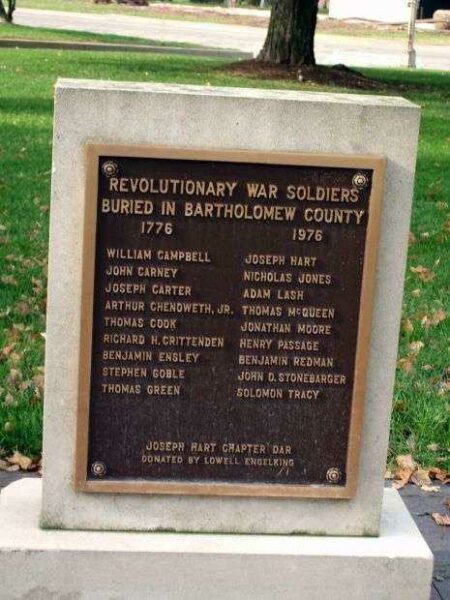 REVOLUTIONARY WAR SOLDIERS
BURIED IN BARTHOLOMEW COUNTY
1776 1976
WILLIAM CAMPBELL
JOHN CARNEY
JOSEPH CARTER
ARTHUR CHENOWETH, JR.
THOMAS COOK
RICHARD H. CRITTENDEN
BENJAMIN ENSLEY
STEPHEN GOBLE
THOMAS GREEN
JOSEPH HART
NICHOLAS JONES
ADAM LASH
THOMAS McQUEEN
JONATHAN MOORE
HENRY PASSAGE
BENJAMIN REDMAN
JOHN D. STONEBARGER
SOLOMON TRACY
JOSEPH HART CHAPTER DAR
DONATED BY LOWELL ENGELKING